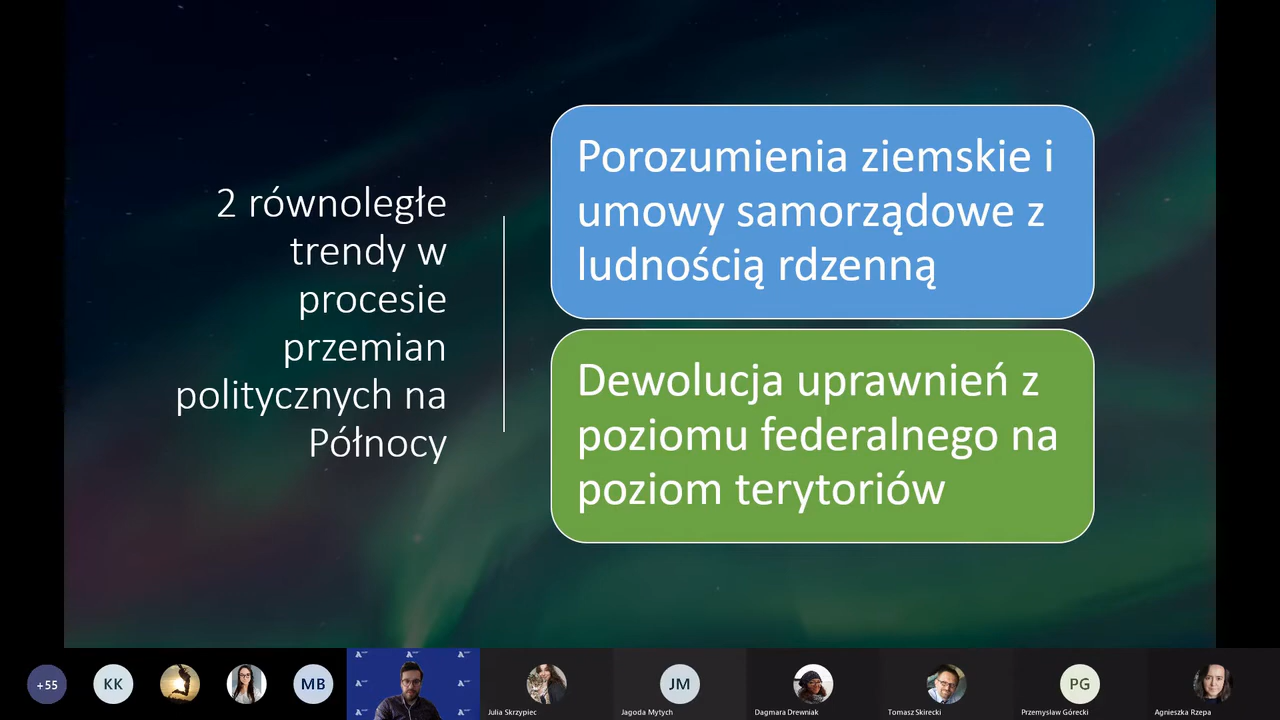 2 równoległe
trendy w
procesie
przemian
politycznych na
Północy
Porozumienia ziemskie i
umowy samorządowe z
ludnością rdzenną
Dewolucja uprawnień z
poziomu federalnego na
poziom terytoriów
+55
KK
MB
Julia Skrzypiec
JM
Jagoda Mytych
Dagmara Drewniak
Tomasz Skirecki
PG
Przemysław Górecki
Agnieszka Rzepa